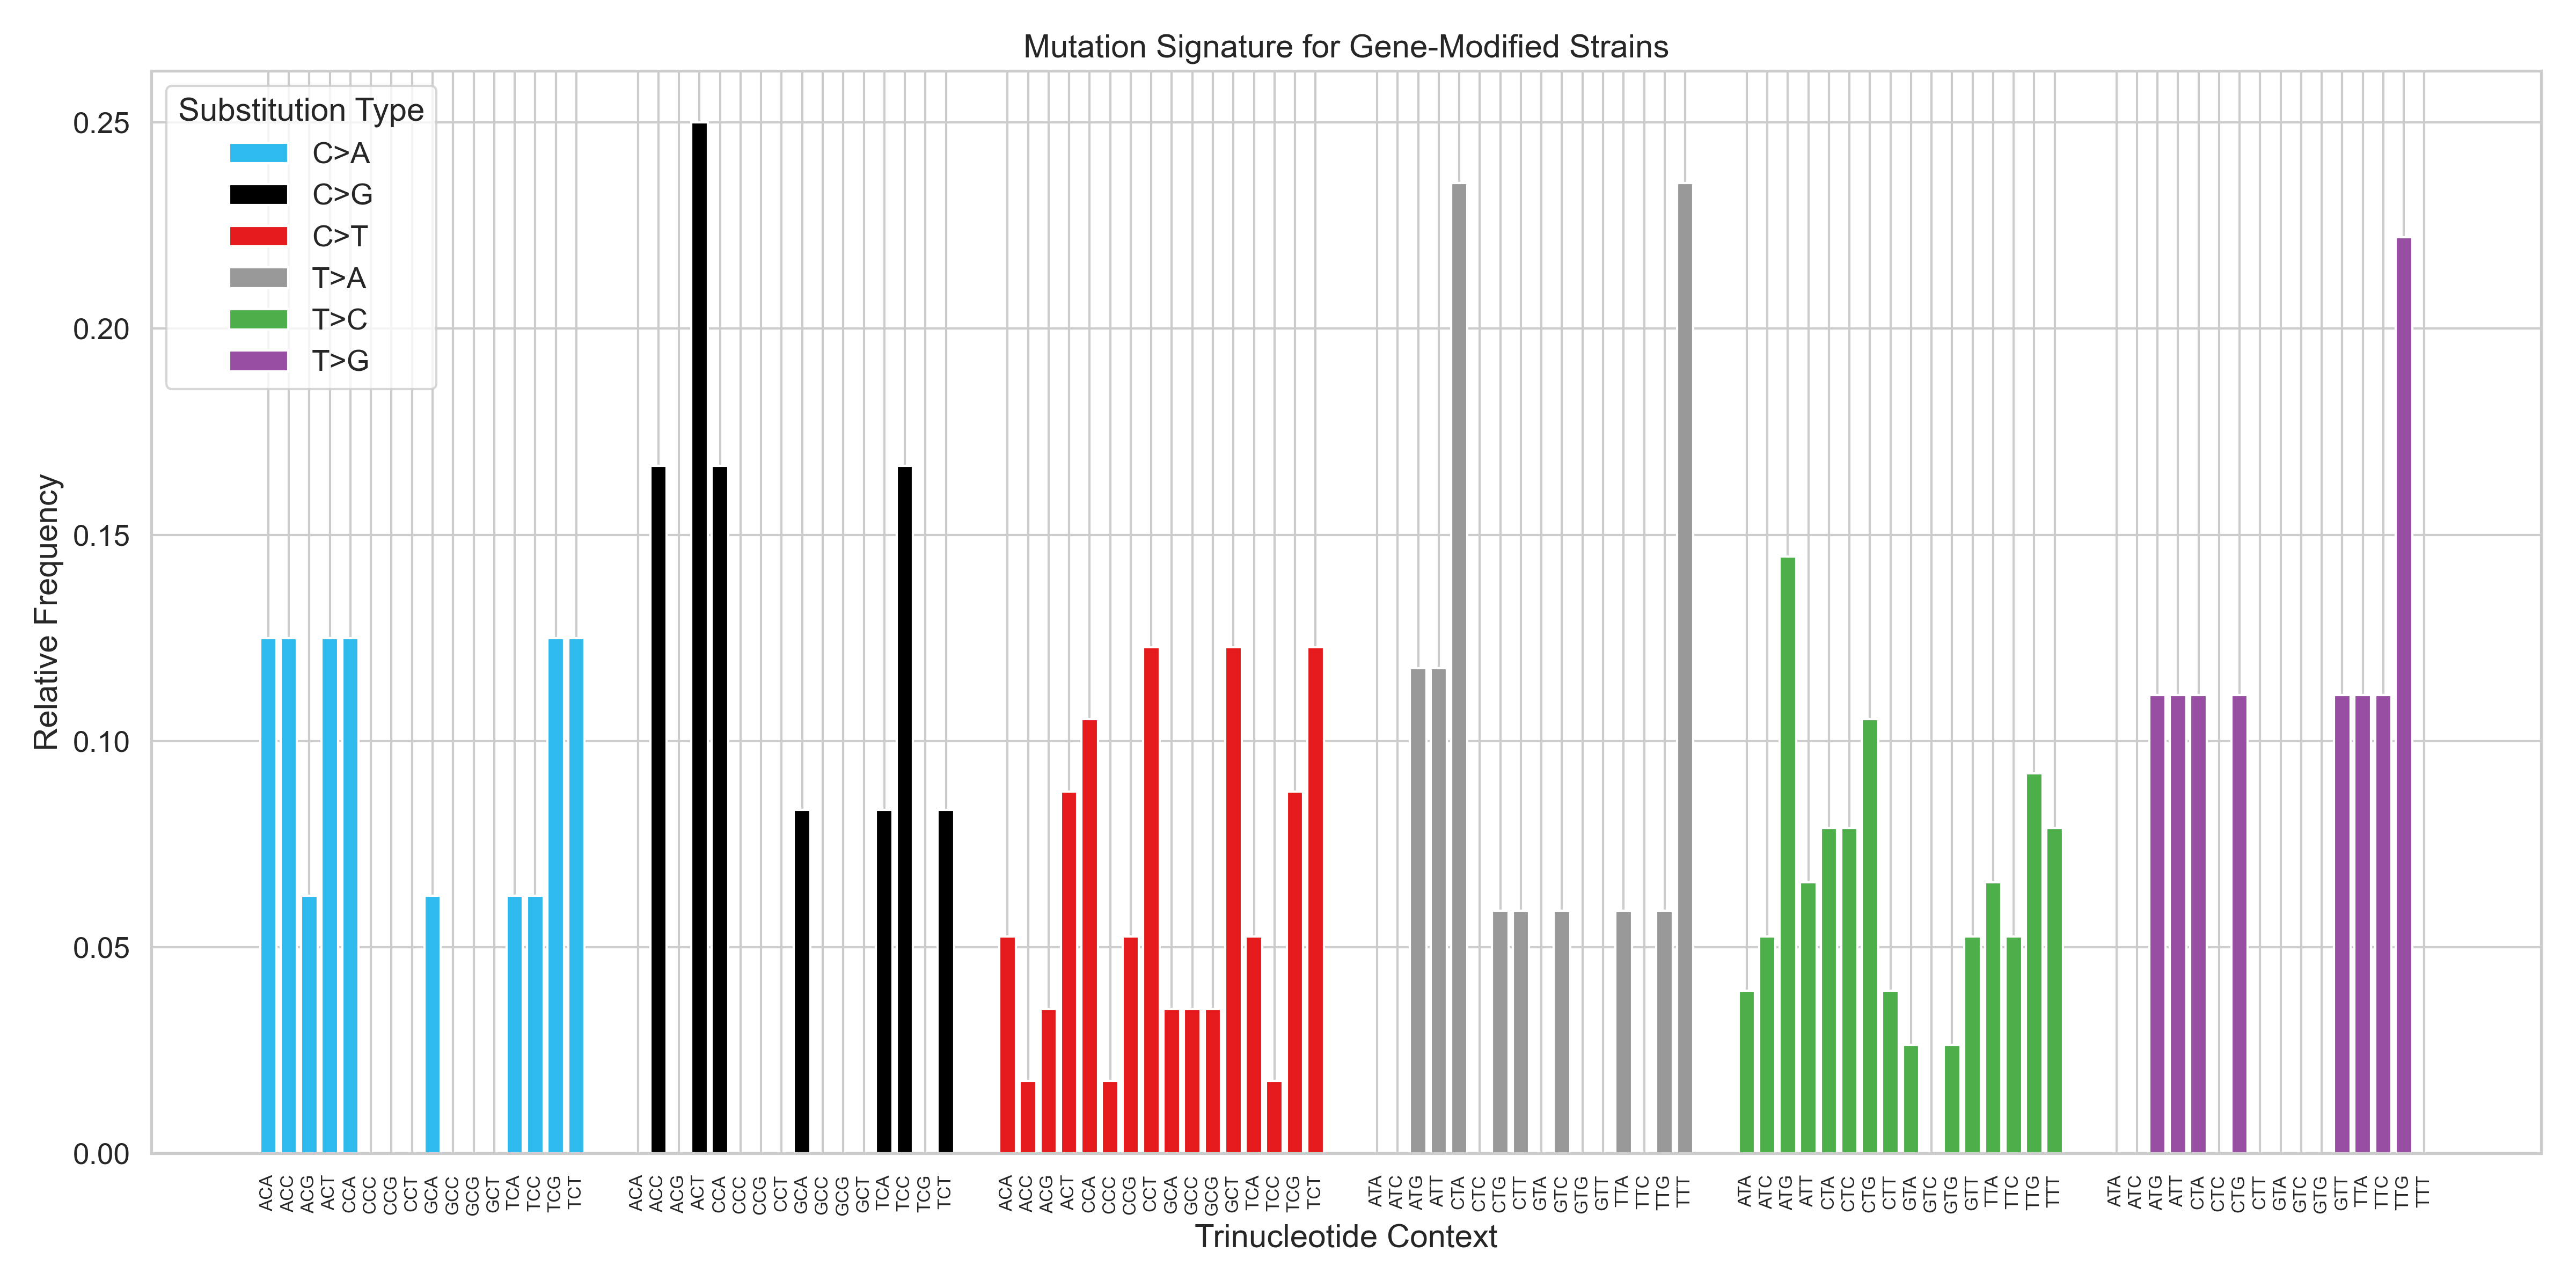 Mutation Signature for Gene-Modified Strains
Substitution Type
C>A
C>G
C>T
T>A
T>C
T>G
Relative Frequency
0.25
0.20
0.15
0.10
0.05
0.00
ACA ACC ACG ACT CCA CCC CCG CCT GCA GCC GCG GCT TCA TCC TCG TCT ACA ACC ACG ACT CCA CCC CCG CCT GCA GCC GCG GCT TCA TCC TCG TCT ACA ACC ACG ACT CCA CCC CCG CCT GCA GCC GCG GCT TCA TCC TCG TCT ATA ATC ATG ATT CTA CTC CTG CTT GTA GTC GTG GTT TTA TTC TTG TTT ATA ATC ATG ATT CTA CTC CTG CTT GTA GTC GTG GTT TTA TTC TTG TTT ATA ATC ATG ATT CTA CTC CTG CTT GTA GTC GTG GTT TTA TTC TTG TTT
Trinucleotide Context